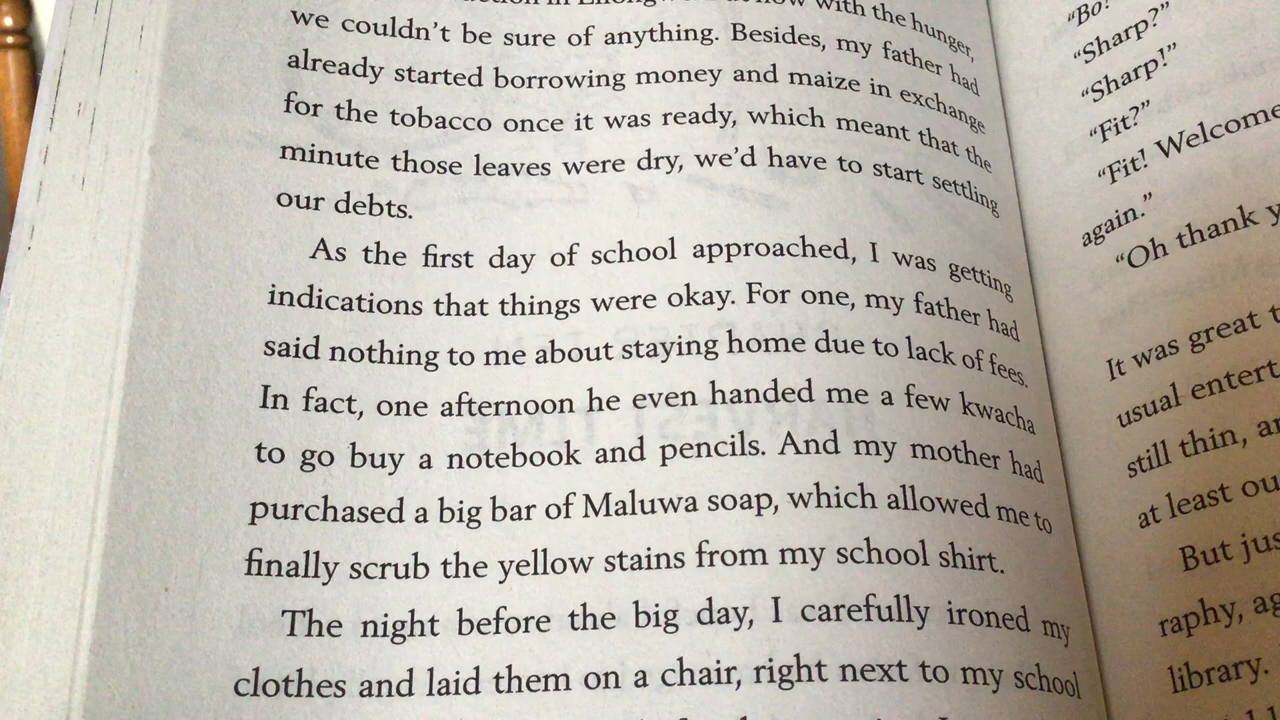 with the hunger,
we couldn't be sure of anything. Besides, my father had
already started borrowing money and maize in exchange
for the tobacco once it was ready, which meant that the
minute those leaves were dry, we'd have to start settling
our debts.
As the first day of school approached, I was getting
indications that things were okay. For one, my father had
said nothing to me about staying home due to lack of fees.
In fact, one afternoon he even handed me a few kwacha
to go buy a notebook and pencils. And my mother had
purchased a big bar of Maluwa soap, which allowed me to
finally scrub the yellow stains from my school shirt.
The night before the big day, I carefully ironed my
clothes and laid them on a chair, right next to my school
"Bo!
"Sharp?"
"Sharp!"
"Fit?"
"Fit! Welcome
again."
"Oh thank
It was great
usual
still thin,
at least
But
library.